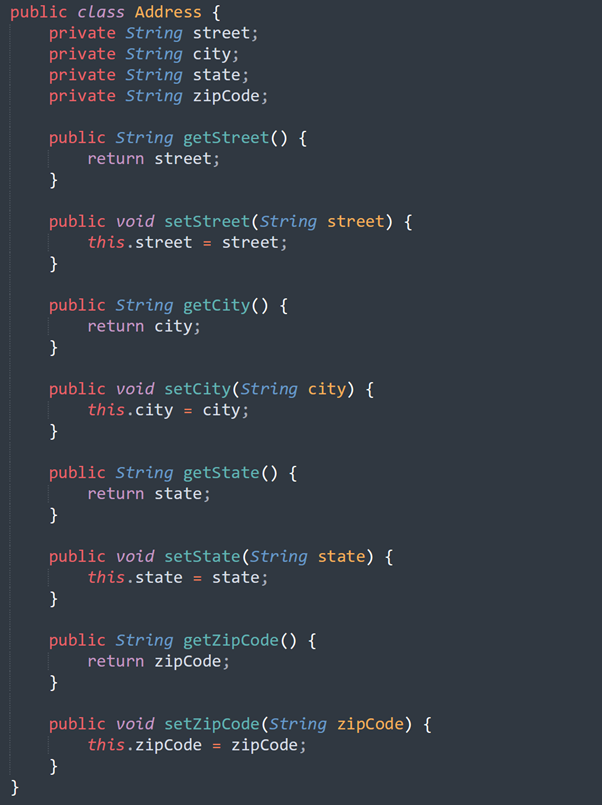 public class Address {
    private String street;
    private String city;
    private String state;
    private String zipCode;

    public String getStreet() {
        return street;
    }

    public void setStreet(String street) {
        this.street = street;
    }

    public String getCity() {
        return city;
    }

    public void setCity(String city) {
        this.city = city;
    }

    public String getState() {
        return state;
    }

    public void setState(String state) {
        this.state = state;
    }

    public String getZipCode() {
        return zipCode;
    }

    public void setZipCode(String zipCode) {
        this.zipCode = zipCode;
    }
}